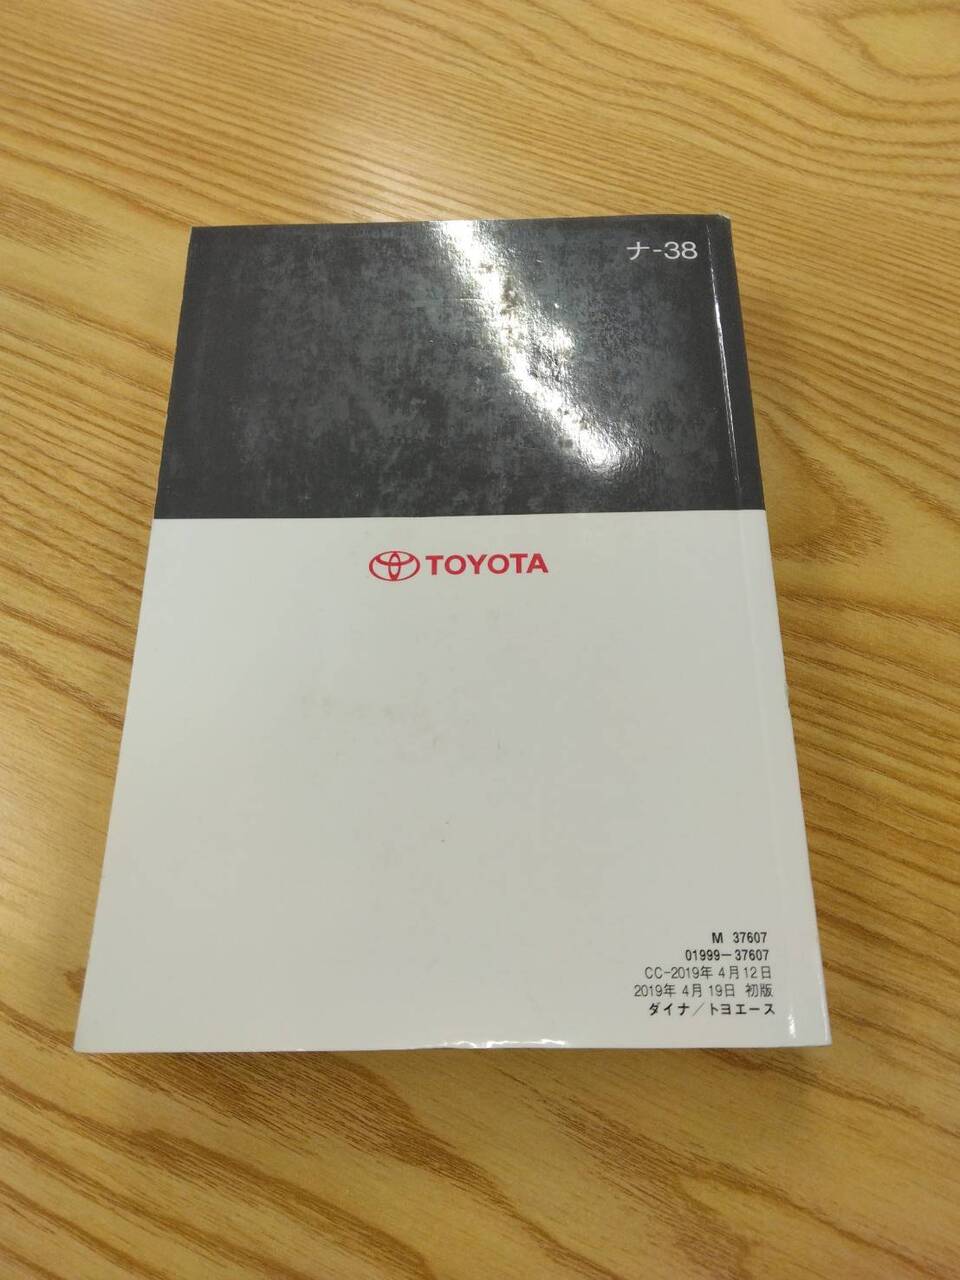 ナ-38
TOYOTA
M 37607
01999-37607
CC-2019年 4月12日
2019年 4月 19日 初版
ダイナ/トヨエース